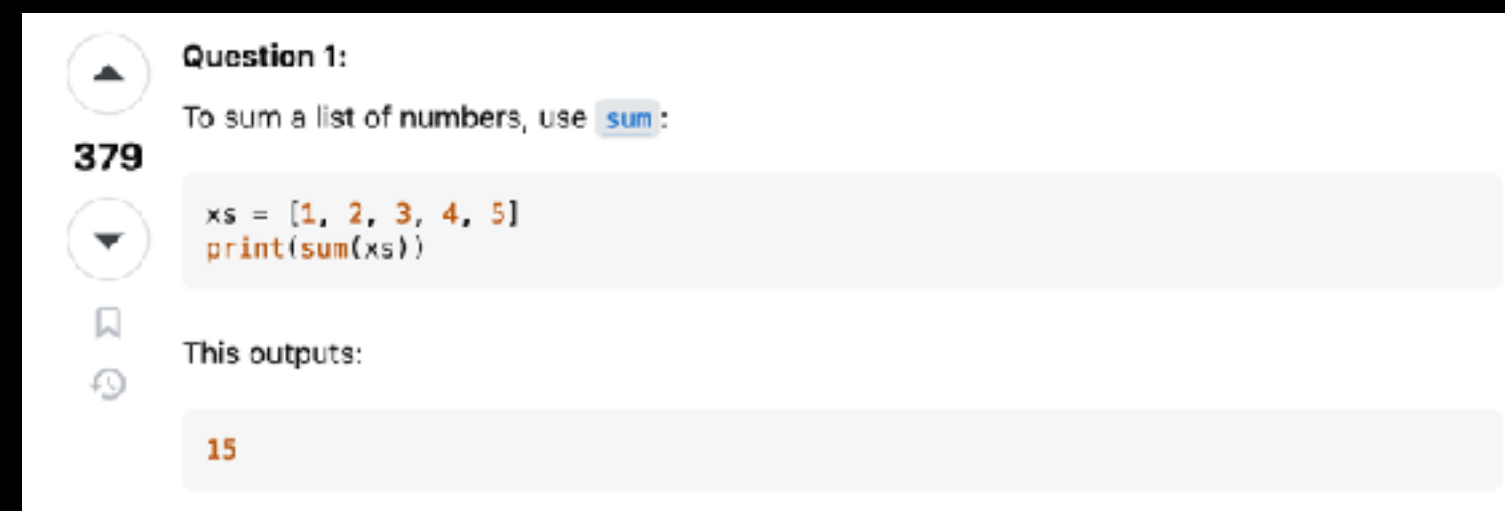 Question 1:
To sum a list of numbers, use sum:
379
xs = [1, 2, 3, 4, 5]
print(sum(xs))
This outputs:
15